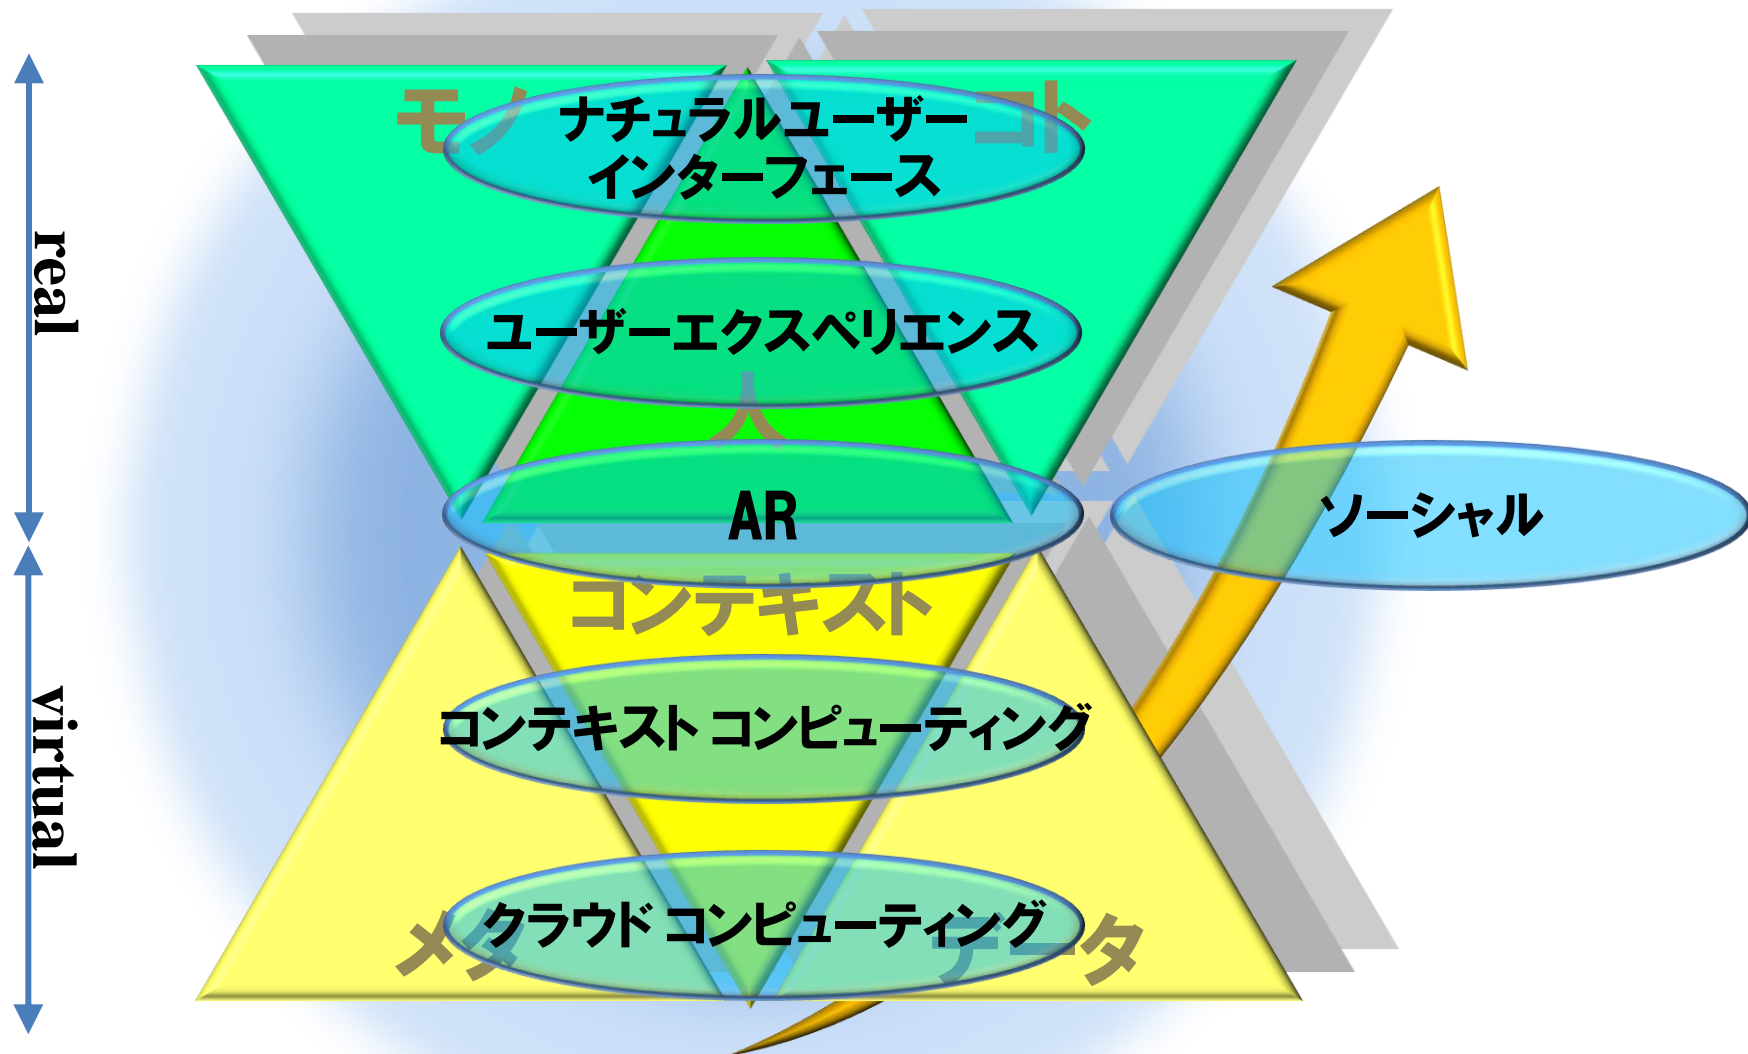 モノ
コト
ナチュラルユーザー
インターフェース
real
ユーザーエクスペリエンス
人
AR
ソーシャル
コンテキスト
virtual
コンテキスト コンピューティング
クラウド コンピューティング
メタ
データ